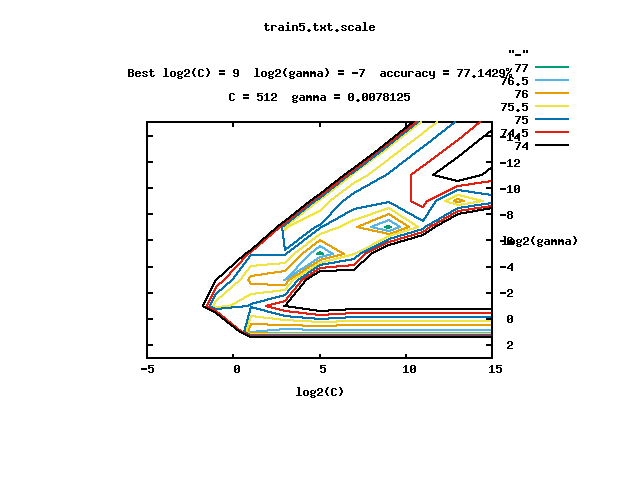 train5.txt.scale
"-"
Best log2(C) = 9  log2(gamma) = -7  accuracy = 77.1429%
77
76.5
C = 512  gamma = 0.0078125
76
75.5
75
74.5
74
-14
-12
-10
-8
-6
log2(gamma)
-4
-2
0
2
-5 0 5 10 15
log2(C)